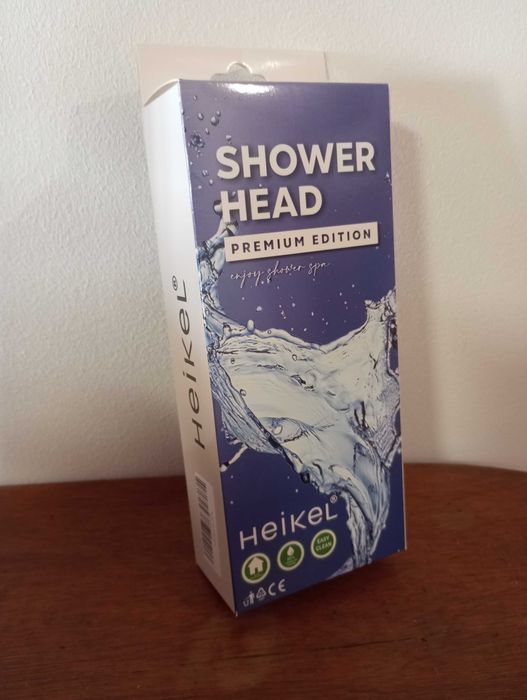 SHOWER
HEAD
PREMIUM EDITION
enjoy shower spa
HeiKeL®
HeiKeL®
EASY
CLEAN
CE